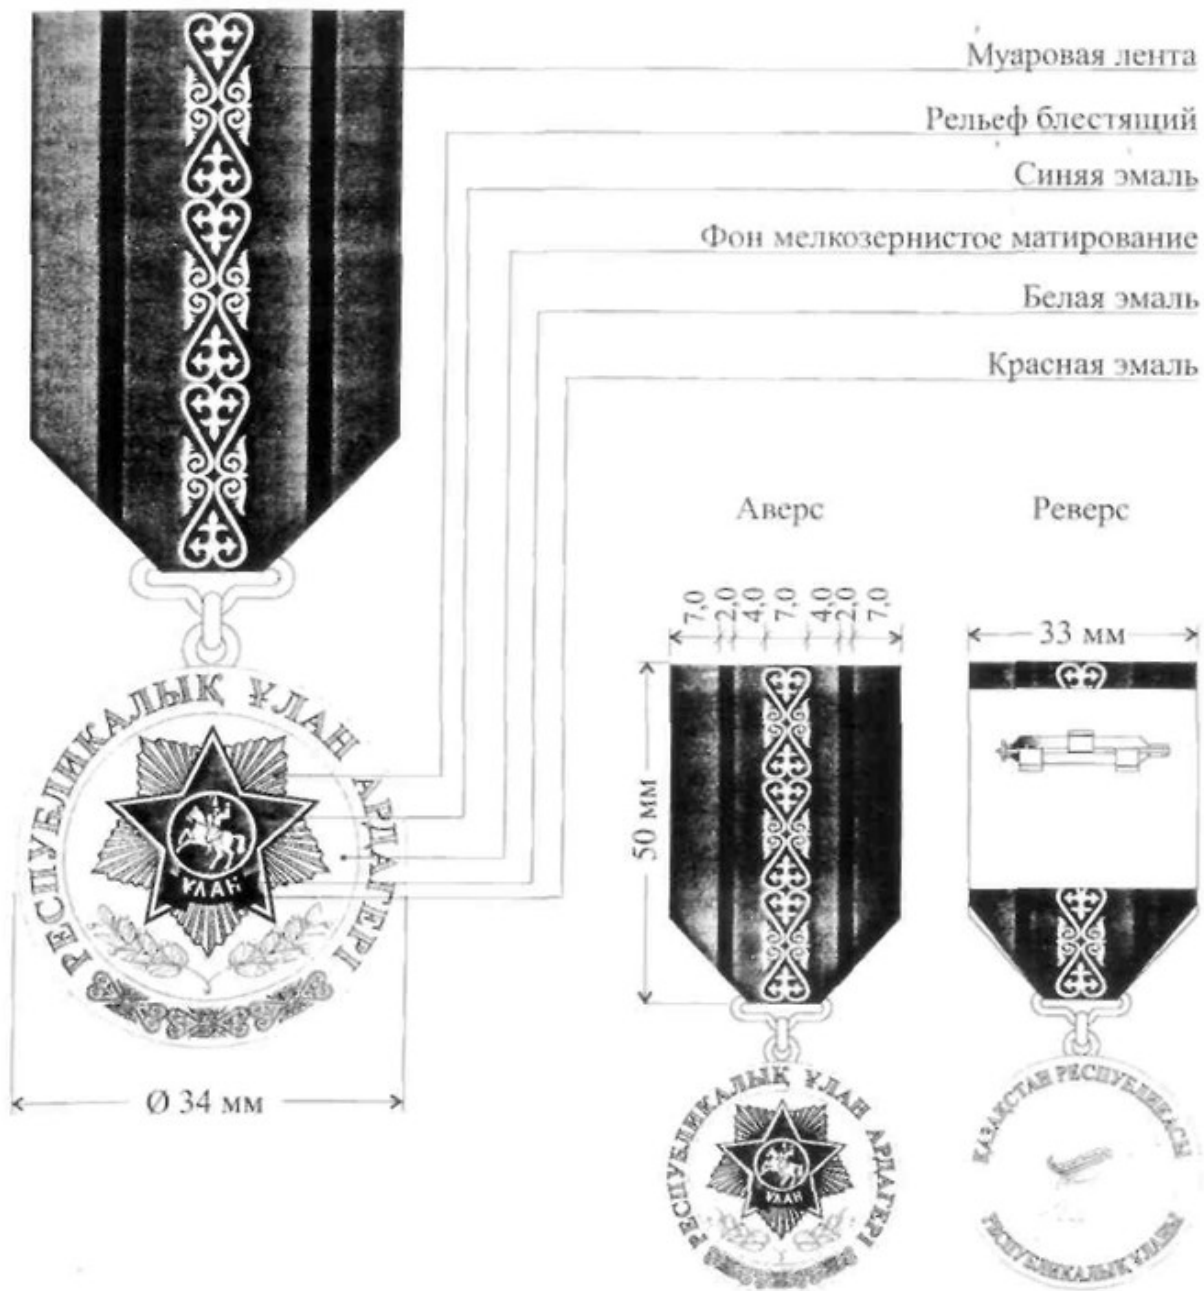 Муаровая лента
Рельеф блестящий
Синяя эмаль
Фон мелкозернистое матирование
Белая эмаль
Красная эмаль
Аверс
Реверс
7,0 2,0 4,0 7,0 4,0 2,0 7,0
33 мм
50 мм
РЕСПУБЛИКАЛЫҚ ҰЛАН АРДАГЕРІ
ҰЛАН
Ø 34 мм
РЕСПУБЛИКАЛЫҚ ҰЛАН АРДАГЕРІ
ҰЛАН
ҚАЗАҚСТАН РЕСПУБЛИКАСЫ
РЕСПУБЛИКАЛЫҚ ҰЛАНЫ